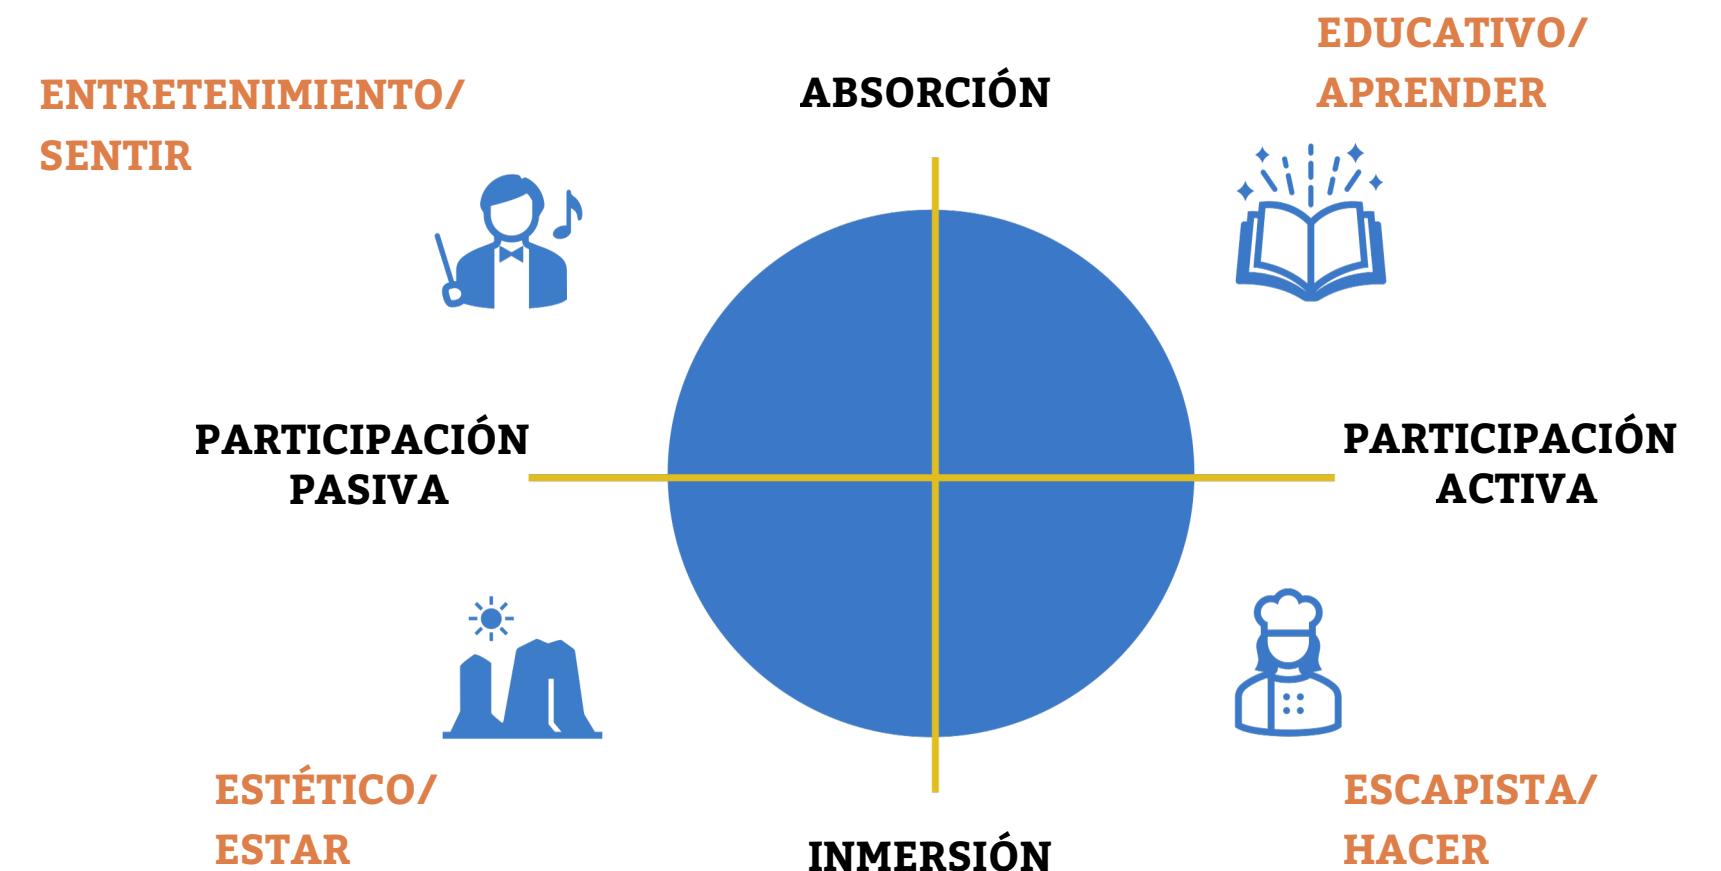 ENTRETENIMIENTO/
SENTIR
ABSORCIÓN
EDUCATIVO/
APRENDER
PARTICIPACIÓN
PASIVA
PARTICIPACIÓN
ACTIVA
ESTÉTICO/
ESTAR
INMERSIÓN
ESCAPISTA/
HACER